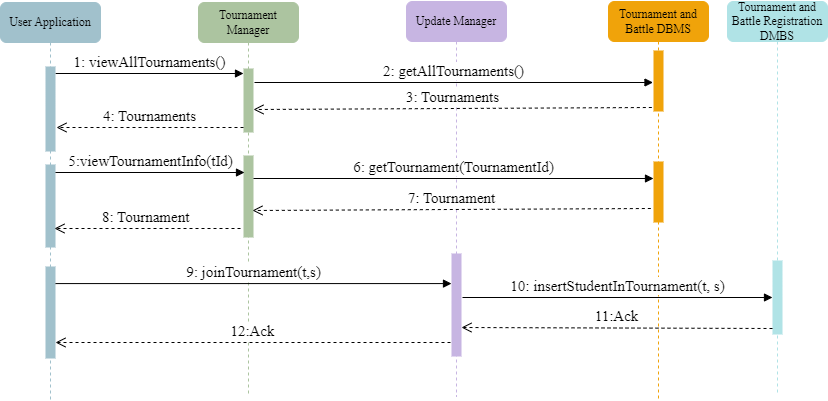 User Application
Tournament
Manager
Update Manager
Tournament and
Battle DBMS
Tournament and
Battle Registration
DMBS
1: viewAllTournaments()
2: getAllTournaments()
3: Tournaments
4: Tournaments
5:viewTournamentInfo(tId)
6: getTournament(TournamentId)
7: Tournament
8: Tournament
9: joinTournament(t,s)
10: insertStudentInTournament(t, s)
11:Ack
12:Ack